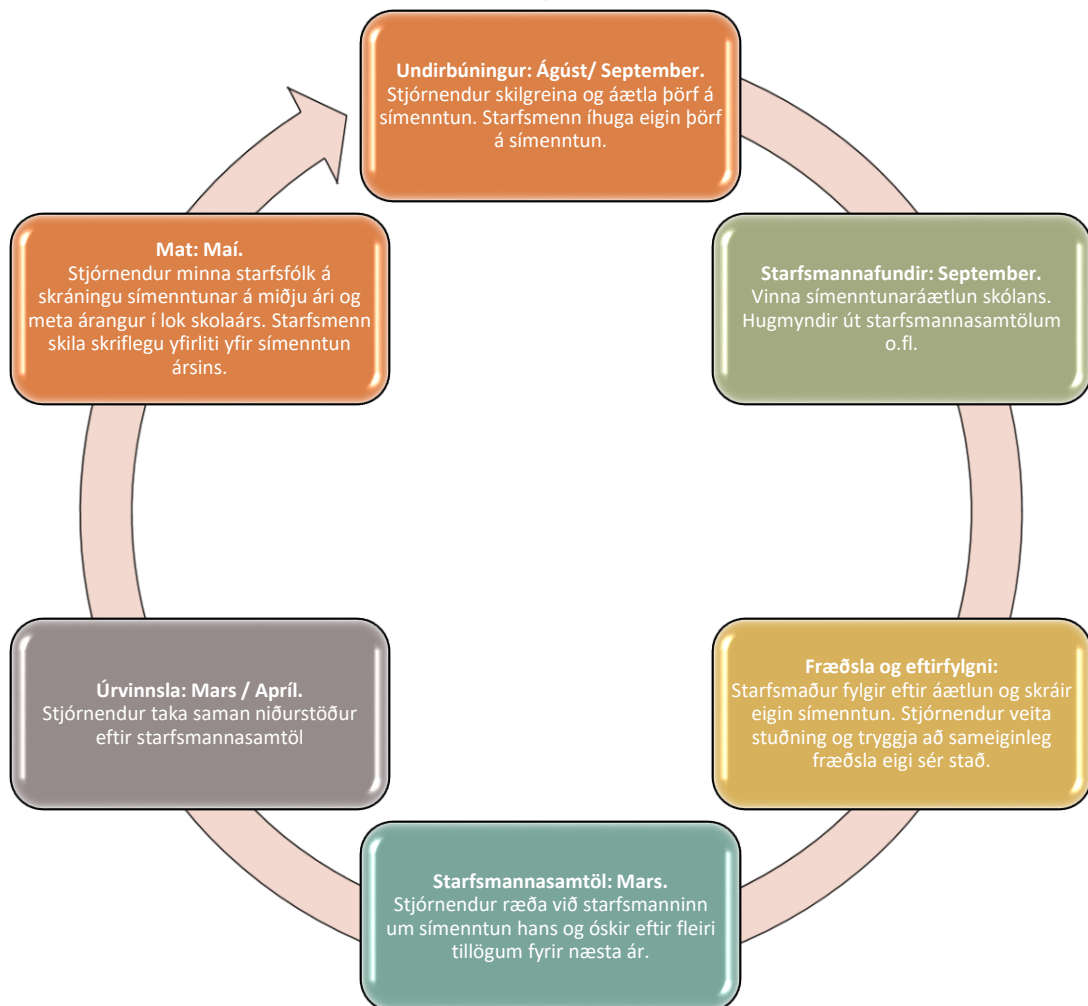 Undirbúningur: Ágúst/ September.
Stjórnendur skilgreina og áætla þörf á
símenntun. Starfsmenn íhuga eigin þörf
á símenntun.
Starfsmannafundir: September.
Vinna símenntunaráætlun skólans.
Hugmyndir út starfsmannasamtölum
o.fl.
Fræðsla og eftirfylgni:
Starfsmaður fylgir eftir áætlun og skráir
eigin símenntun. Stjórnendur veita
stuðning og tryggja að sameiginleg
fræðsla eigi sér stað.
Starfsmannasamtöl: Mars.
Stjórnendur ræða við starfsmanninn
um símenntun hans og óskir eftir fleiri
tillögum fyrir næsta ár.
Úrvinnsla: Mars / Apríl.
Stjórnendur taka saman niðurstöður
eftir starfsmannasamtöl
Mat: Maí.
Stjórnendur minna starfsfólk á
skráningu símenntunar á miðju ári og
meta árangur í lok skolaárs. Starfsmenn
skila skriflegu yfirliti yfir símenntun
ársins.